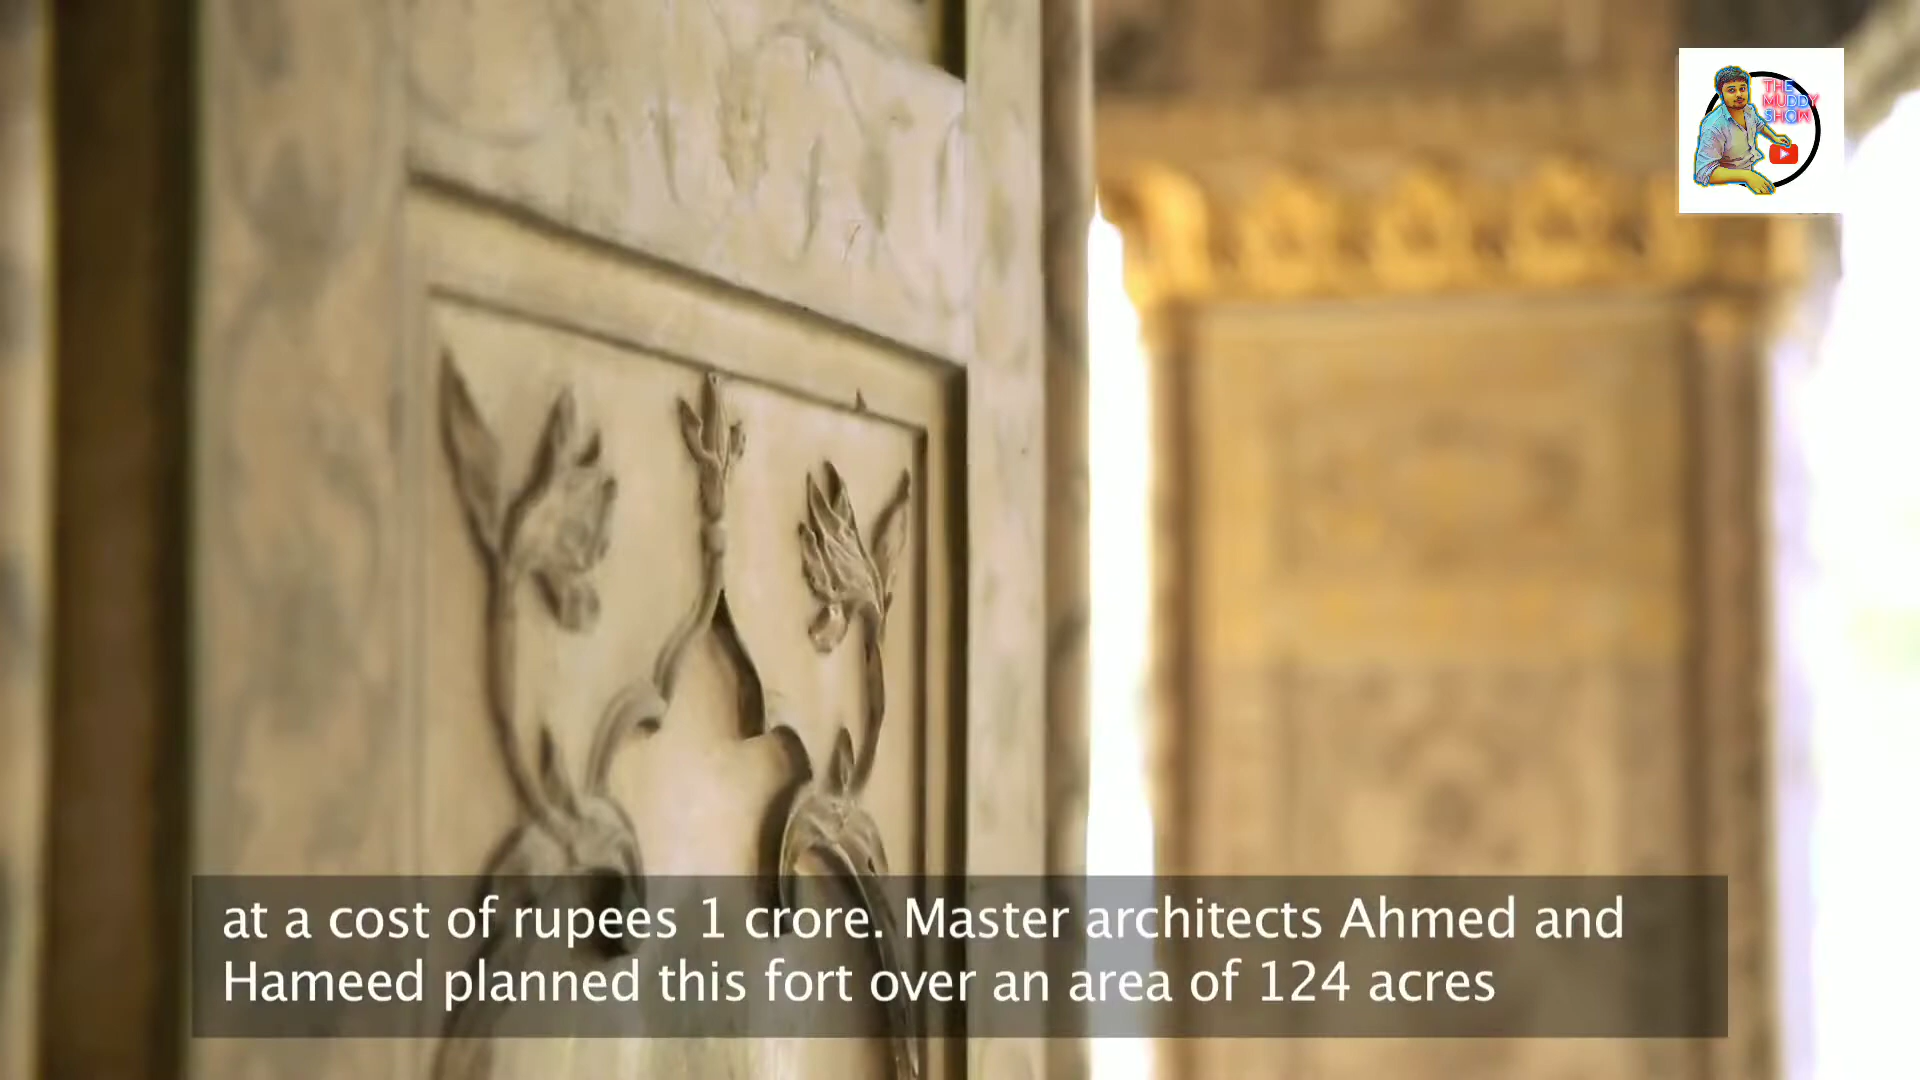 THE
MUDDY
SHOW
at a cost of rupees 1 crore. Master architects Ahmed and
Hameed planned this fort over an area of 124 acres